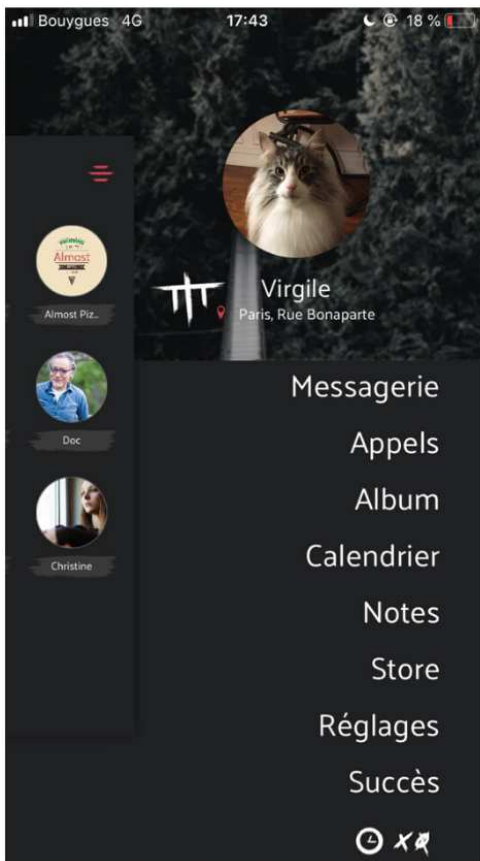 Bouygues 4G 17:43 18 %
Almost
Almost Piz...
Doc
Christine
Virgile
Paris, Rue Bonaparte
Messagerie
Appels
Album
Calendrier
Notes
Store
Réglages
Succès